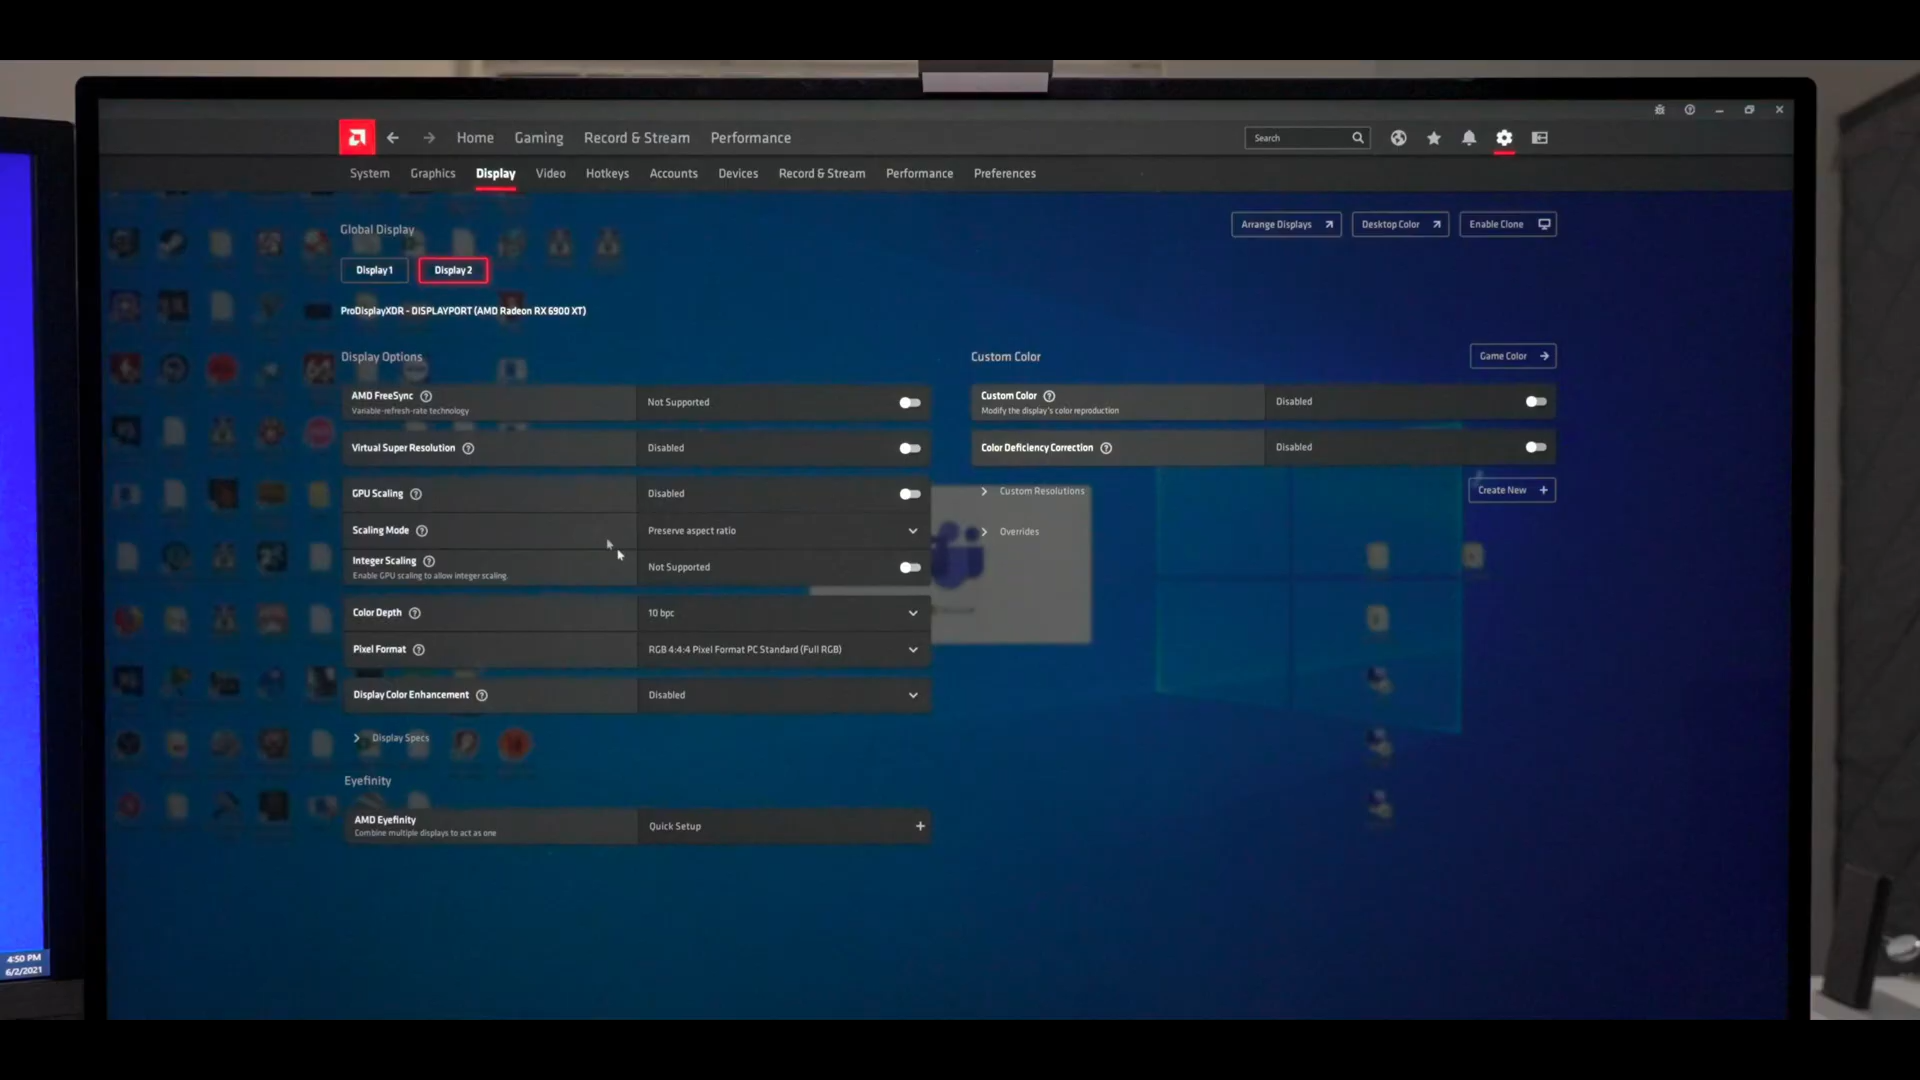 Home Gaming Record & Stream Performance Search
System Graphics Display Video Hotkeys Accounts Devices Record & Stream Performance Preferences
Global Display
Arrange Displays Desktop Color Enable Clone
Display 1 Display 2
ProDisplayXDR - DISPLAYPORT (AMD Radeon RX 6900 XT)
Display Options
AMD FreeSync
Variable-refresh-rate technology
Not Supported
Virtual Super Resolution
Disabled
GPU Scaling
Disabled
Scaling Mode
Preserve aspect ratio
Integer Scaling
Enable GPU scaling to allow integer scaling.
Not Supported
Color Depth
10 bpc
Pixel Format
RGB 4:4:4 Pixel Format PC Standard (Full RGB)
Display Color Enhancement
Disabled
Display Specs
Eyefinity
AMD Eyefinity
Combine multiple displays to act as one
Quick Setup
Custom Color
Game Color
Custom Color
Modify the display's color reproduction
Disabled
Color Deficiency Correction
Disabled
Custom Resolutions
Create New
Overrides
4:50 PM
6/2/2021